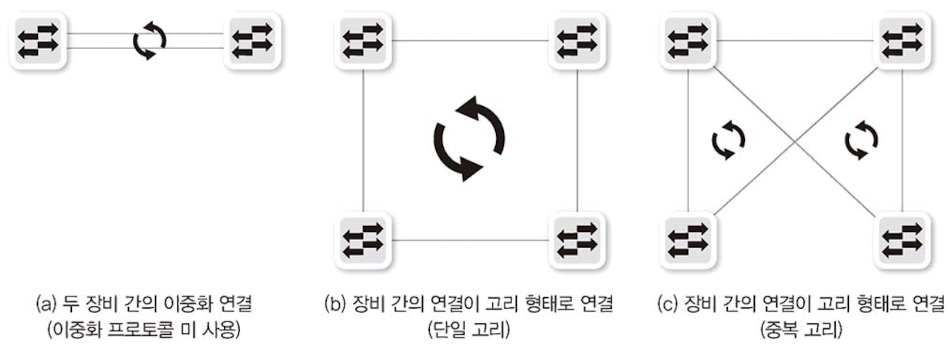 (a) 두 장비 간의 이중화 연결
(이중화 프로토콜 미 사용)
(b) 장비 간의 연결이 고리 형태로 연결
(단일 고리)
(c) 장비 간의 연결이 고리 형태로 연결
(중복 고리)